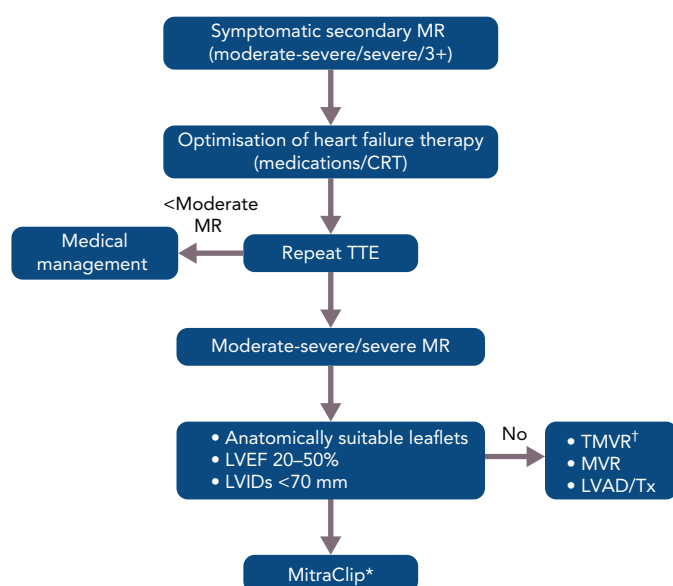 Symptomatic secondary MR
(moderate-severe/severe/3+)
Optimisation of heart failure therapy
(medications/CRT)
<Moderate
MR
Medical
management
Repeat TTE
Moderate-severe/severe MR
• Anatomically suitable leaflets
• LVEF 20–50%
• LVIDs <70 mm
No
• TMVR†
• MVR
• LVAD/Tx
MitraClip*